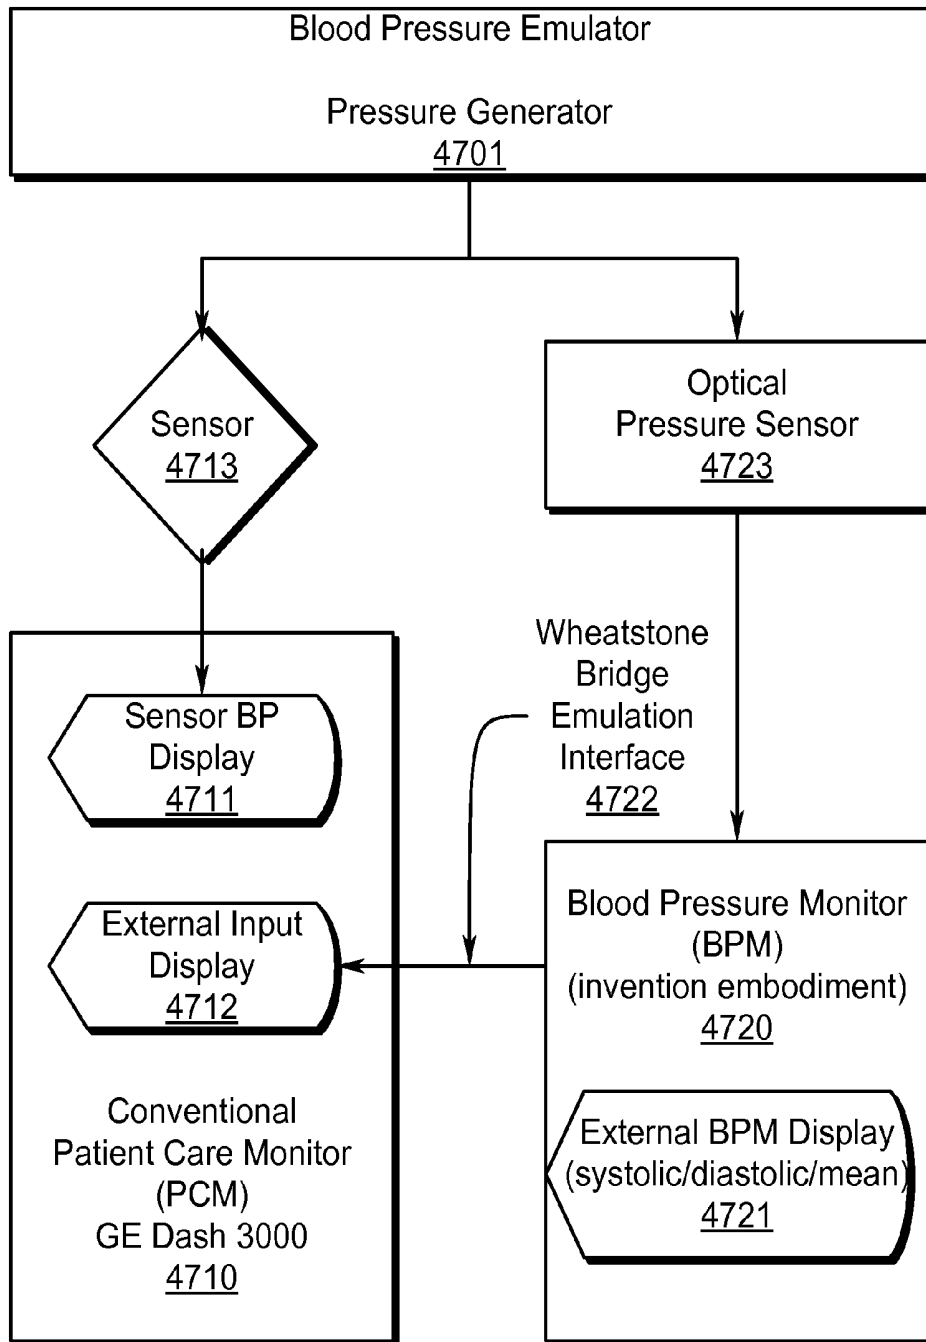 Blood Pressure Emulator
Pressure Generator
4701
Sensor
4713
Optical
Pressure Sensor
4723
Wheatstone
Bridge
Emulation
Interface
4722
Sensor BP
Display
4711
External Input
Display
4712
Conventional
Patient Care Monitor
(PCM)
GE Dash 3000
4710
Blood Pressure Monitor
(BPM)
(invention embodiment)
4720
External BPM Display
(systolic/diastolic/mean)
4721